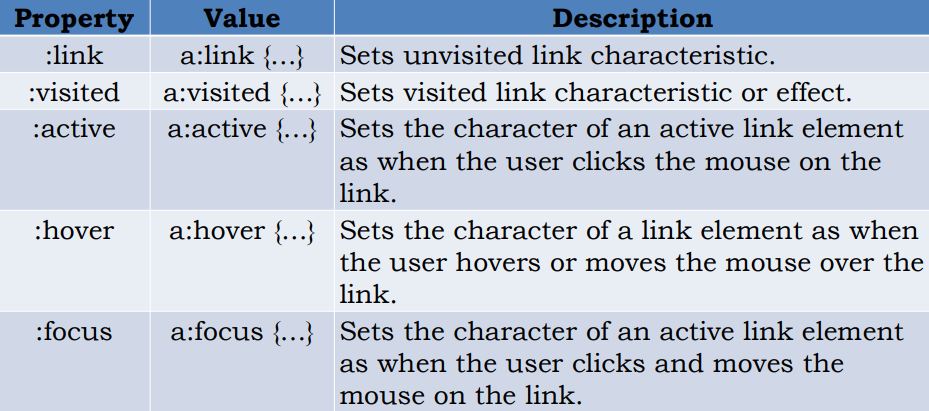 Property Value Description
:link a:link {…} Sets unvisited link characteristic.
:visited a:visited {…} Sets visited link characteristic or effect.
:active a:active {…} Sets the character of an active link element
as when the user clicks the mouse on the
link.
:hover a:hover {…} Sets the character of a link element as when
the user hovers or moves the mouse over the
link.
:focus a:focus {…} Sets the character of an active link element
as when the user clicks and moves the
mouse on the link.